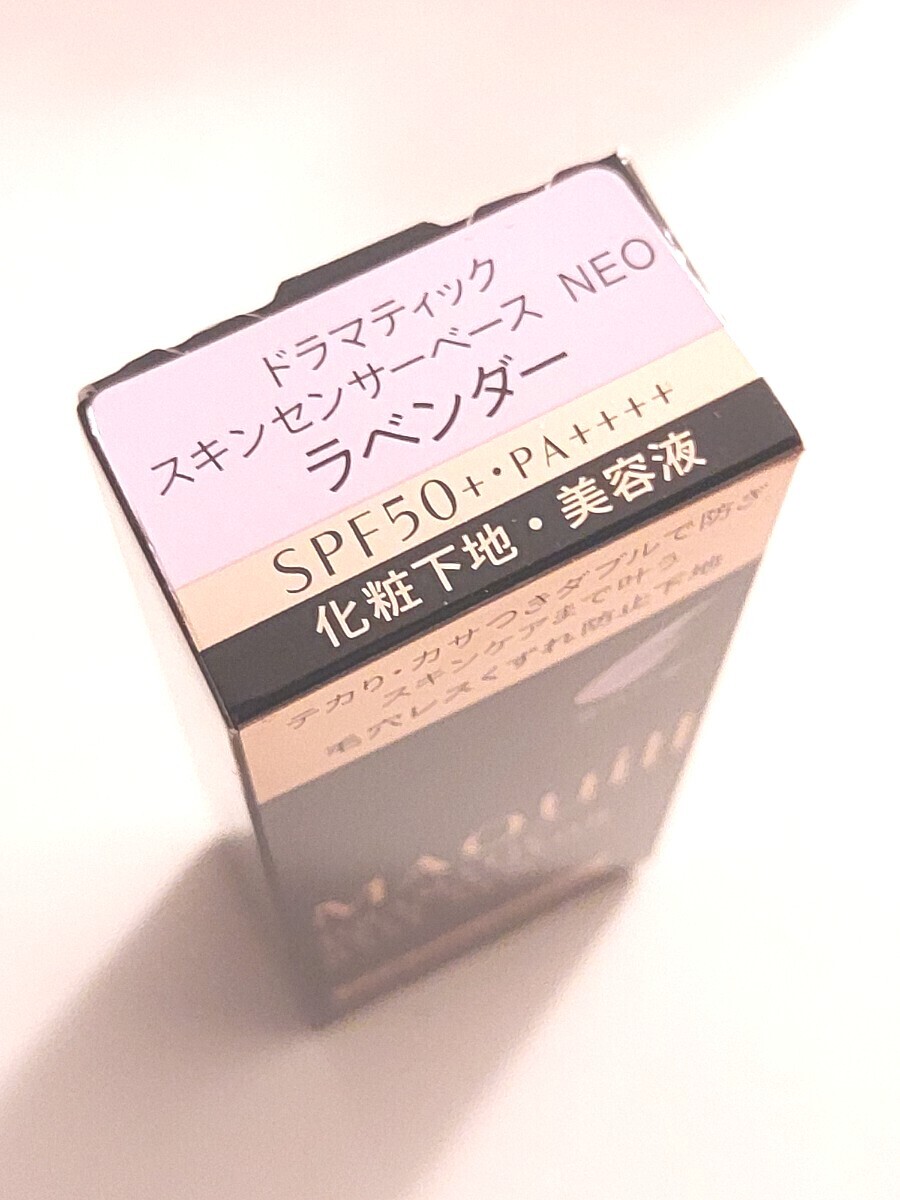 ドラマティック
スキンセンサーベース NEO
ラベンダー
SPF50+・PA++++
化粧下地・美容液
テカリ・カサつきダブルで防ぎ
スキンケアまで叶う
毛穴レスくずれ防止下地